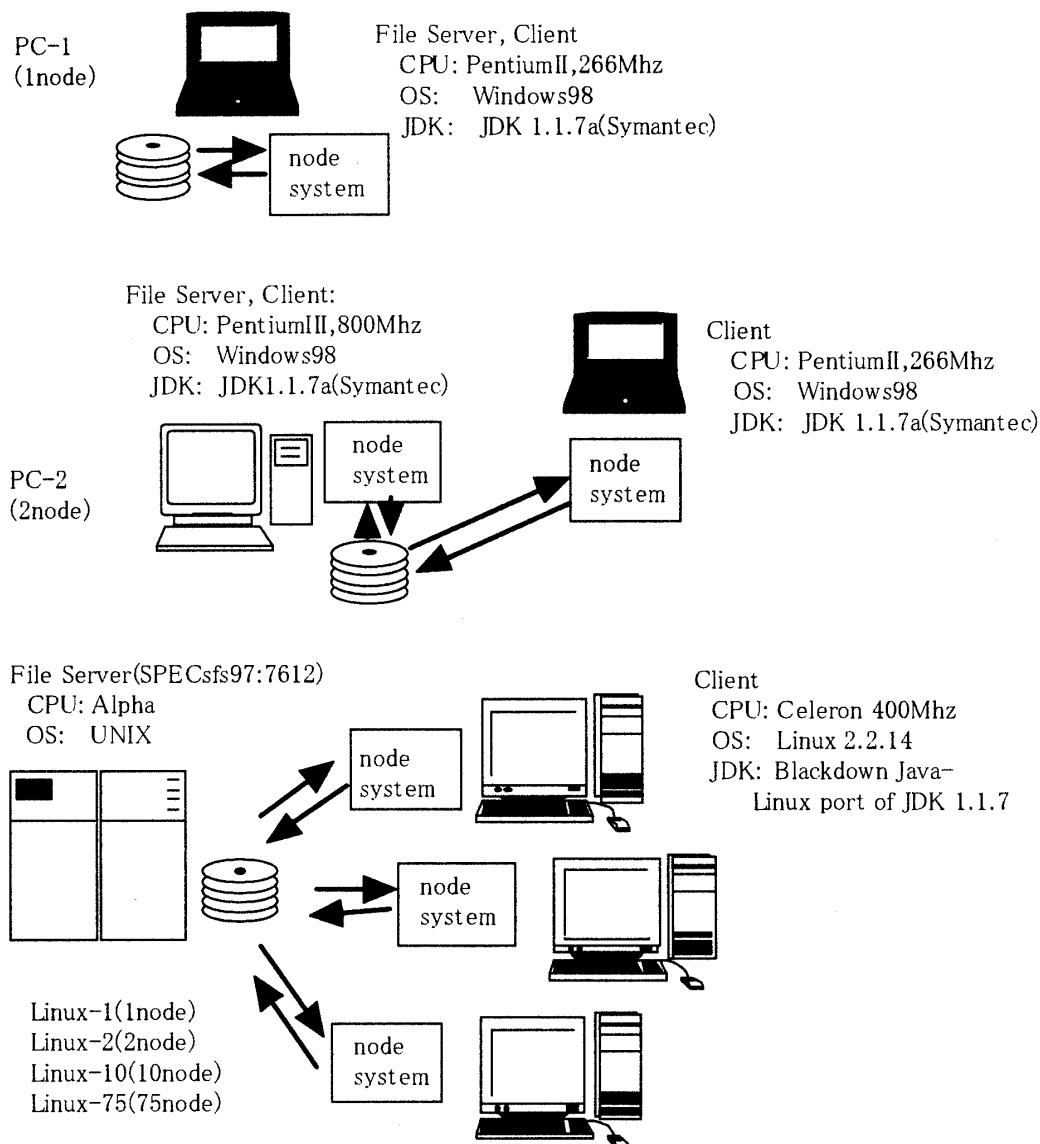 PC-1
(1node)
File Server, Client
CPU: PentiumII,266Mhz
OS: Windows98
JDK: JDK 1.1.7a(Symantec)
node
system
File Server, Client:
CPU: PentiumIII,800Mhz
OS: Windows98
JDK: JDK1.1.7a(Symantec)
Client
CPU: PentiumII,266Mhz
OS: Windows98
JDK: JDK 1.1.7a(Symantec)
PC-2
(2node)
node
system
node
system
File Server(SPECsfs97:7612)
CPU: Alpha
OS: UNIX
Client
CPU: Celeron 400Mhz
OS: Linux 2.2.14
JDK: Blackdown Java-
Linux port of JDK 1.1.7
node
system
node
system
node
system
Linux-1(1node)
Linux-2(2node)
Linux-10(10node)
Linux-75(75node)